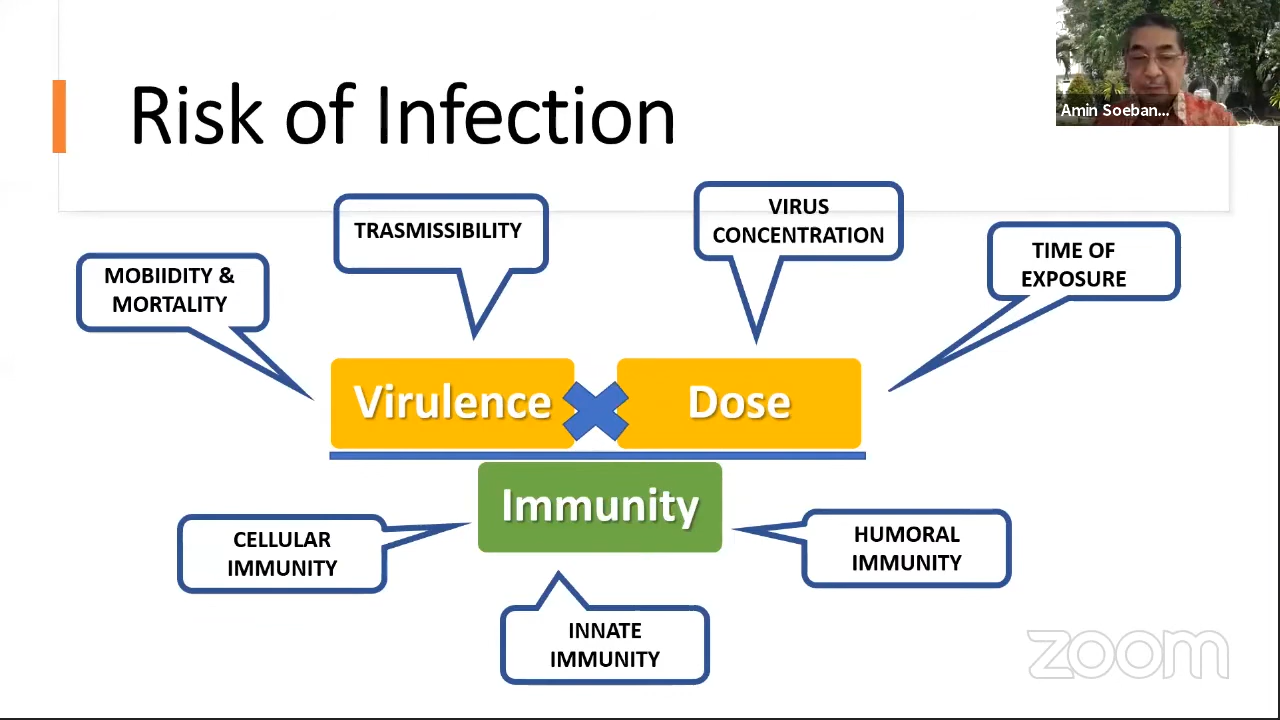 Risk of Infection
Amin Soeban...
TRASMISSIBILITY
VIRUS
CONCENTRATION
TIME OF
EXPOSURE
MOBIIDITY &
MORTALITY
Virulence
Dose
Immunity
CELLULAR
IMMUNITY
HUMORAL
IMMUNITY
INNATE
IMMUNITY
zoom